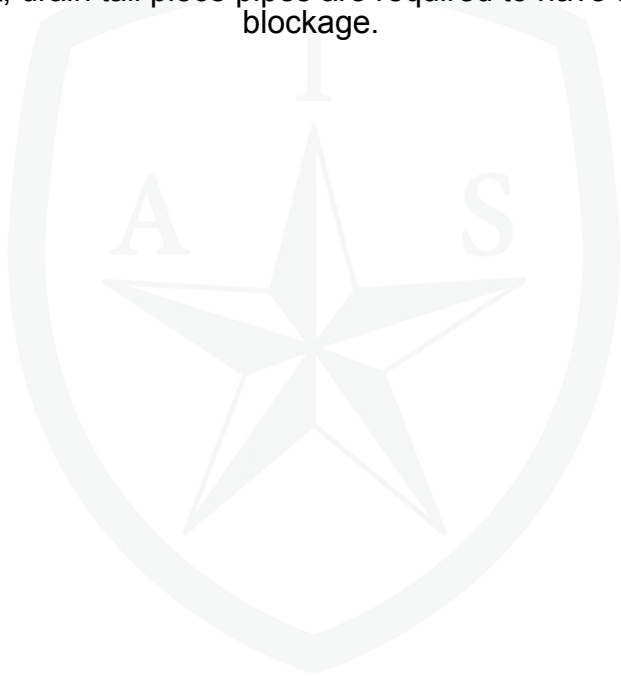 , drain tail piece pipes are required to have
blockage.
A S